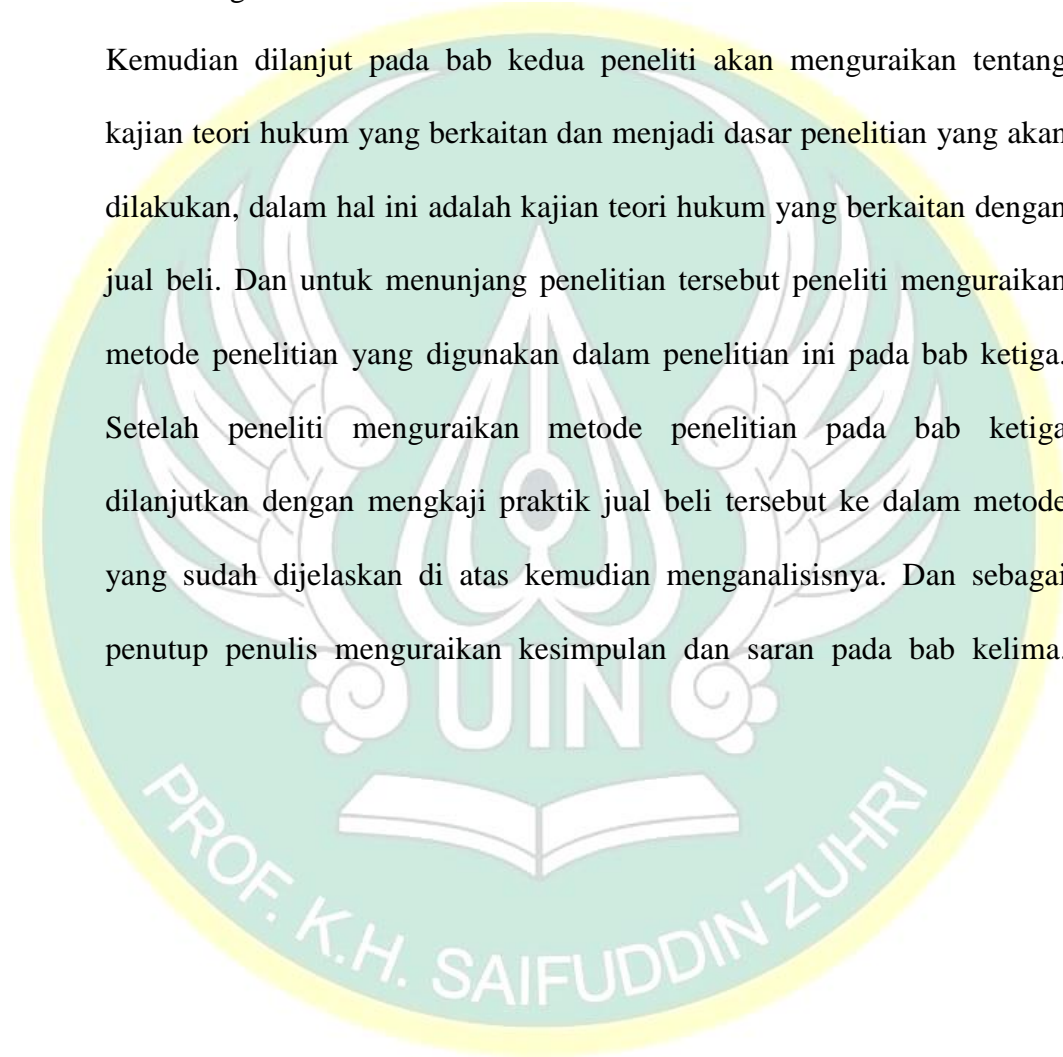 Kemudian dilanjut pada bab kedua peneliti akan menguraikan tentang
kajian teori hukum yang berkaitan dan menjadi dasar penelitian yang akan
dilakukan, dalam hal ini adalah kajian teori hukum yang berkaitan dengan
jual beli. Dan untuk menunjang penelitian tersebut peneliti menguraikan
metode penelitian yang digunakan dalam penelitian ini pada bab ketiga.
Setelah peneliti menguraikan metode penelitian pada bab ketiga
dilanjutkan dengan mengkaji praktik jual beli tersebut ke dalam metode
yang sudah dijelaskan di atas kemudian menganalisisnya. Dan sebagai
penutup penulis menguraikan kesimpulan dan saran pada bab kelima.
UIN
PROF. K.H. SAIFUDDIN ZUHRI